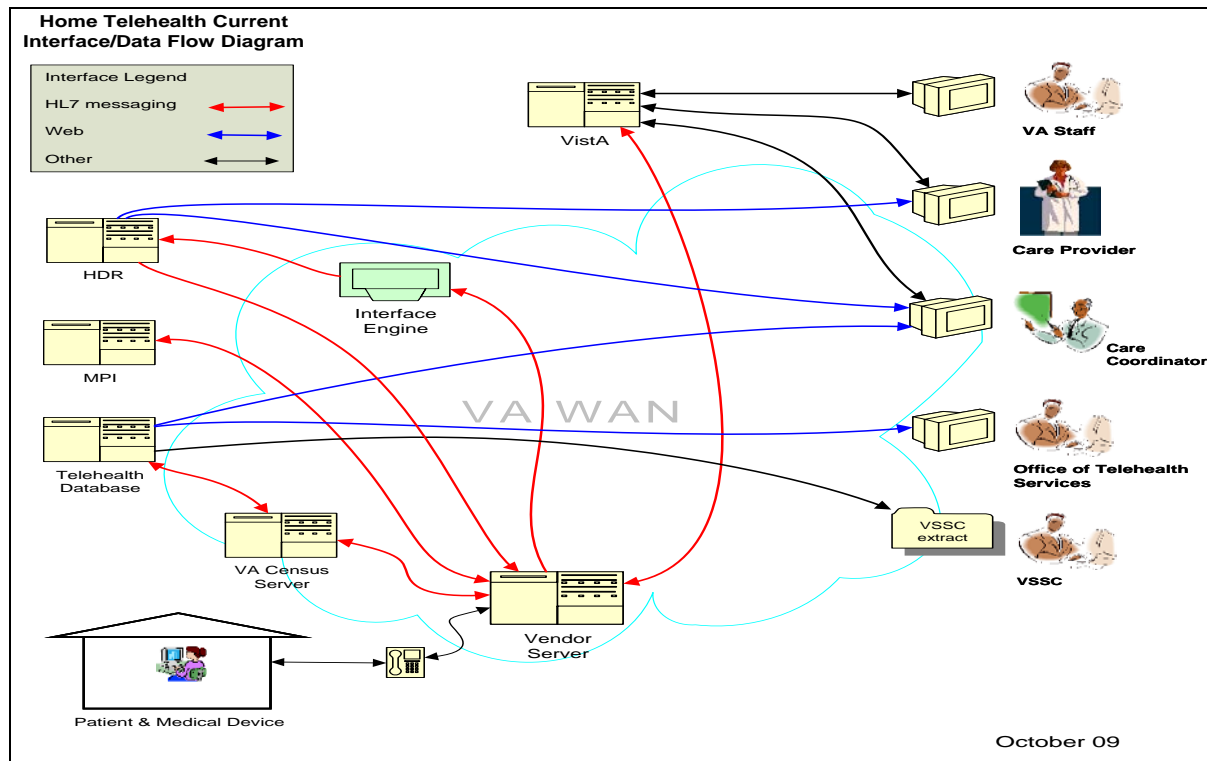 Home Telehealth Current
Interface/Data Flow Diagram
Interface Legend
HL7 messaging
Web
Other
VistA
VA Staff
Care Provider
HDR
Interface
Engine
MPI
Care
Coordinator
VA WAN
Telehealth
Database
Office of Telehealth
Services
VSSC
extract
VA Census
Server
VSSC
Vendor
Server
Patient & Medical Device
October 09